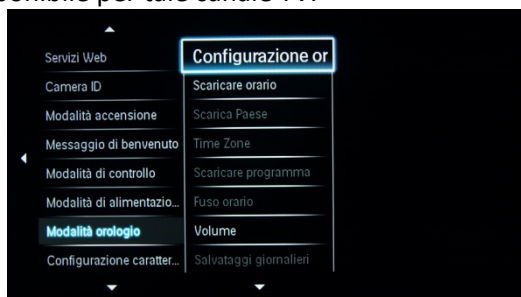 per tale canale TV.
Servizi Web
Camera ID
Modalità accensione
Messaggio di benvenuto
Modalità di controllo
Modalità di alimentazio...
Modalità orologio
Configurazione caratter...
Configurazione or
Scaricare orario
Scarica Paese
Time Zone
Scaricare programma
Fuso orario
Volume
Salvataggi giornalieri